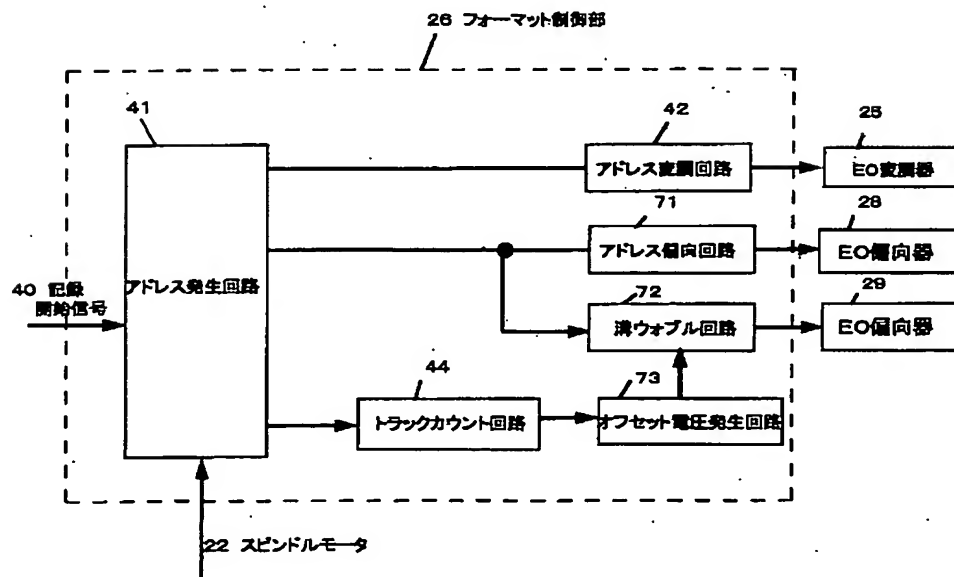 26 フォーマット制御部
41
42
25
アドレス変調回路
EO変調器
71
28
アドレス偏向回路
EO偏向器
アドレス発生回路
40 記録
開始信号
72
29
溝ウォブル回路
EO偏向器
44
73
トラックカウント回路
オフセット電圧発生回路
22 スピンドルモータ